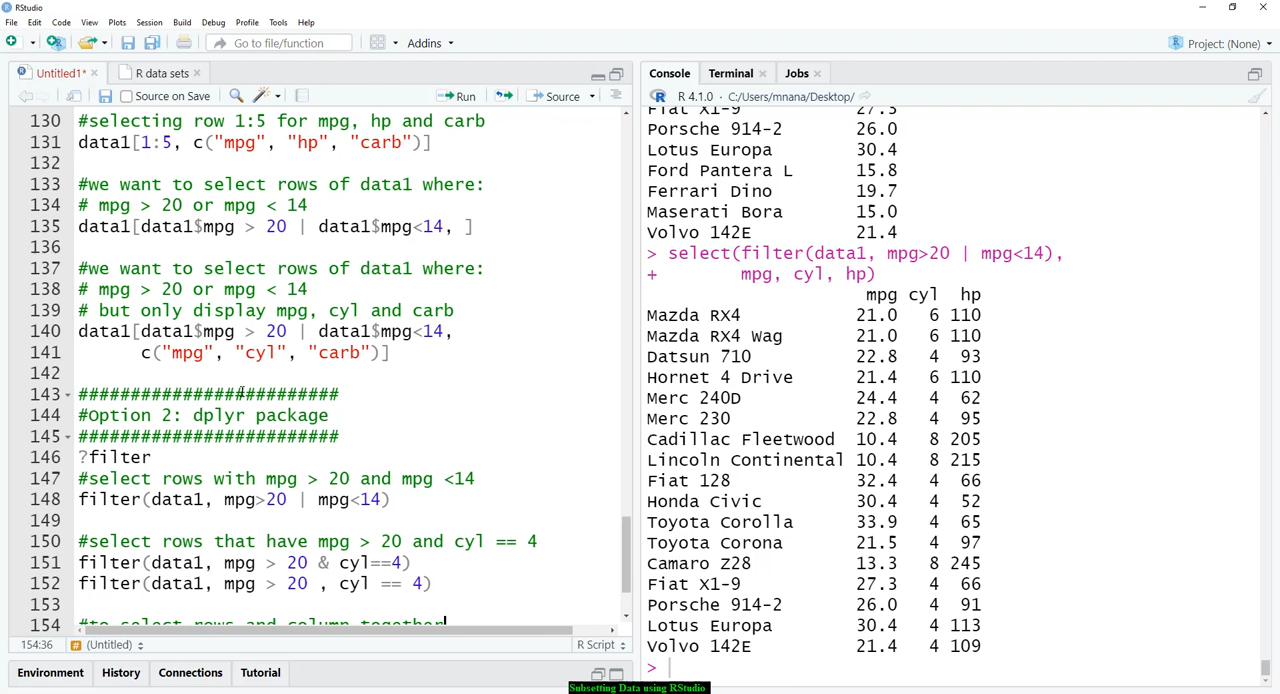 RStudio
File Edit Code View Plots Session Build Debug Profile Tools Help
Go to file/function Addins Project: (None)
Untitled1* R data sets
Source on Save Run Source
130 #selecting row 1:5 for mpg, hp and carb
131 data1[1:5, c("mpg", "hp", "carb")]
132
133 #we want to select rows of data1 where:
134 # mpg > 20 or mpg < 14
135 data1[data1$mpg > 20 | data1$mpg<14, ]
136
137 #we want to select rows of data1 where:
138 # mpg > 20 or mpg < 14
139 # but only display mpg, cyl and carb
140 data1[data1$mpg > 20 | data1$mpg<14,
141 c("mpg", "cyl", "carb")]
142
143 #########################
144 #Option 2: dplyr package
145 #########################
146 ?filter
147 #select rows with mpg > 20 and mpg <14
148 filter(data1, mpg>20 | mpg<14)
149
150 #select rows that have mpg > 20 and cyl == 4
151 filter(data1, mpg > 20 & cyl==4)
152 filter(data1, mpg > 20 , cyl == 4)
153
154 #to select rows and column together
154:36 (Untitled) R Script
Environment History Connections Tutorial
Console Terminal Jobs
R 4.1.0 · C:/Users/mnana/Desktop/
Fiat X1-9 27.3
Porsche 914-2 26.0
Lotus Europa 30.4
Ford Pantera L 15.8
Ferrari Dino 19.7
Maserati Bora 15.0
Volvo 142E 21.4
> select(filter(data1, mpg>20 | mpg<14),
+ mpg, cyl, hp)
mpg cyl hp
Mazda RX4 21.0 6 110
Mazda RX4 Wag 21.0 6 110
Datsun 710 22.8 4 93
Hornet 4 Drive 21.4 6 110
Merc 240D 24.4 4 62
Merc 230 22.8 4 95
Cadillac Fleetwood 10.4 8 205
Lincoln Continental 10.4 8 215
Fiat 128 32.4 4 66
Honda Civic 30.4 4 52
Toyota Corolla 33.9 4 65
Toyota Corona 21.5 4 97
Camaro Z28 13.3 8 245
Fiat X1-9 27.3 4 66
Porsche 914-2 26.0 4 91
Lotus Europa 30.4 4 113
Volvo 142E 21.4 4 109
>
Subsetting Data using RStudio